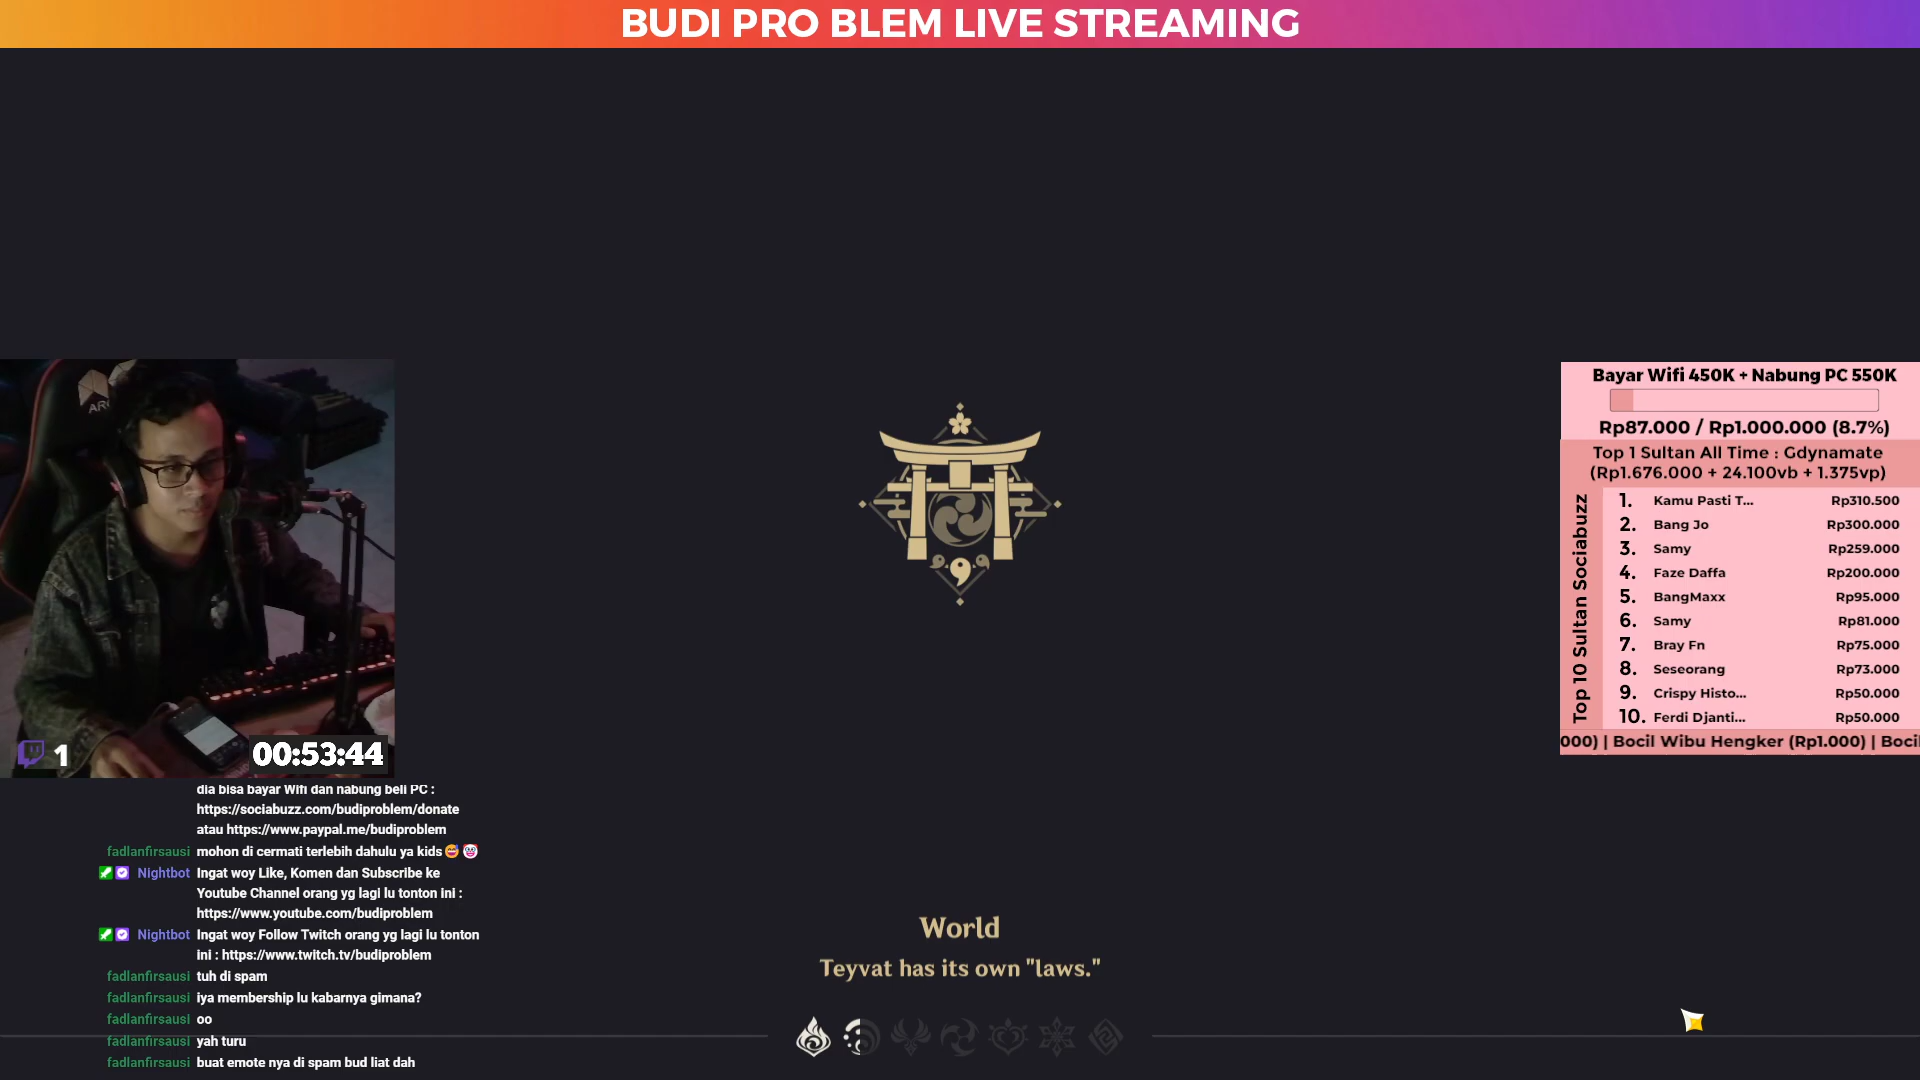 BUDI PRO BLEM LIVE STREAMING
1
00:53:44
dia bisa bayar Wifi dan nabung beli PC :
https://sociabuzz.com/budiproblem/donate
atau https://www.paypal.me/budiproblem
fadlanfirsausi mohon di cermati terlebih dahulu ya kids😅🤡
Nightbot Ingat woy Like, Komen dan Subscribe ke
Youtube Channel orang yg lagi lu tonton ini :
https://www.youtube.com/budiproblem
Nightbot Ingat woy Follow Twitch orang yg lagi lu tonton
ini : https://www.twitch.tv/budiproblem
fadlanfirsausi tuh di spam
fadlanfirsausi iya membership lu kabarnya gimana?
fadlanfirsausi oo
fadlanfirsausi yah turu
fadlanfirsausi buat emote nya di spam bud liat dah
World
Teyvat has its own "laws."
Bayar Wifi 450K + Nabung PC 550K
Rp87.000 / Rp1.000.000 (8.7%)
Top 1 Sultan All Time : Gdynamate
(Rp1.676.000 + 24.100vb + 1.375vp)
Top 10 Sultan Sociabuzz
1. Kamu Pasti T... Rp310.500
2. Bang Jo Rp300.000
3. Samy Rp259.000
4. Faze Daffa Rp200.000
5. BangMaxx Rp95.000
6. Samy Rp81.000
7. Bray Fn Rp75.000
8. Seseorang Rp73.000
9. Crispy Histo... Rp50.000
10. Ferdi Djanti... Rp50.000
000) | Bocil Wibu Hengker (Rp1.000) | Bocil